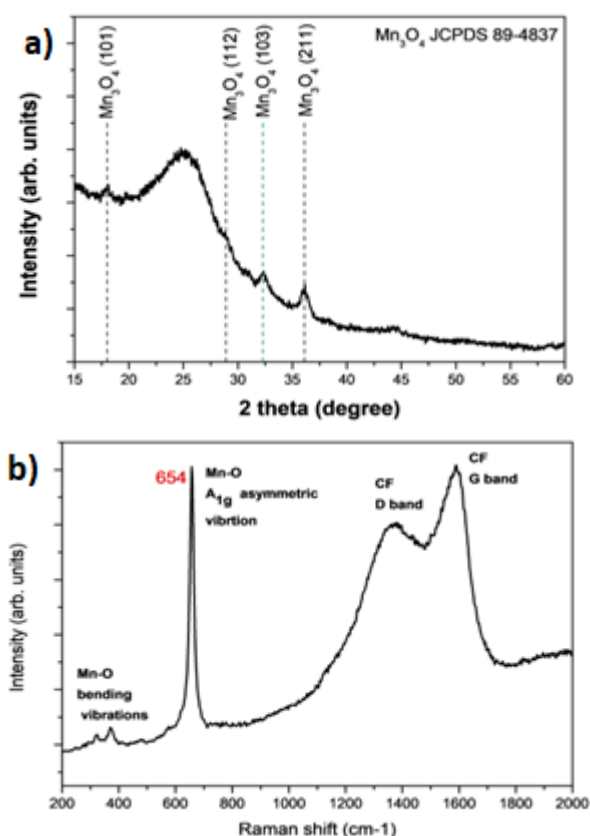 a)
Mn₃O₄ JCPDS 89-4837
Mn₃O₄ (101)
Mn₃O₄ (112)
Mn₃O₄ (103)
Mn₃O₄ (211)
Intensity (arb. units)
15 20 25 30 35 40 45 50 55 60
2 theta (degree)
b)
654
Mn-O
A₁g asymmetric
vibrtion
CF
D band
CF
G band
Mn-O
bending
vibrations
Intensity (arb. units)
200 400 600 800 1000 1200 1400 1600 1800 2000
Raman shift (cm-1)